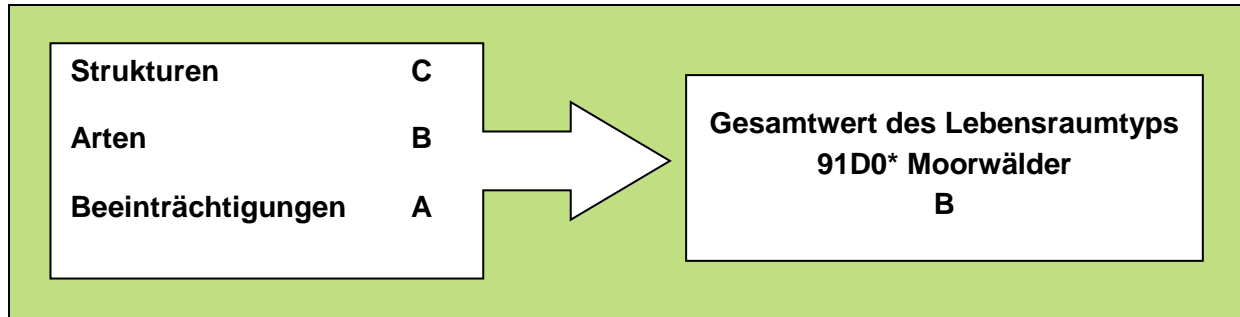 Strukturen C
Arten B
Beeinträchtigungen A
Gesamtwert des Lebensraumtyps
91D0* Moorwälder
B